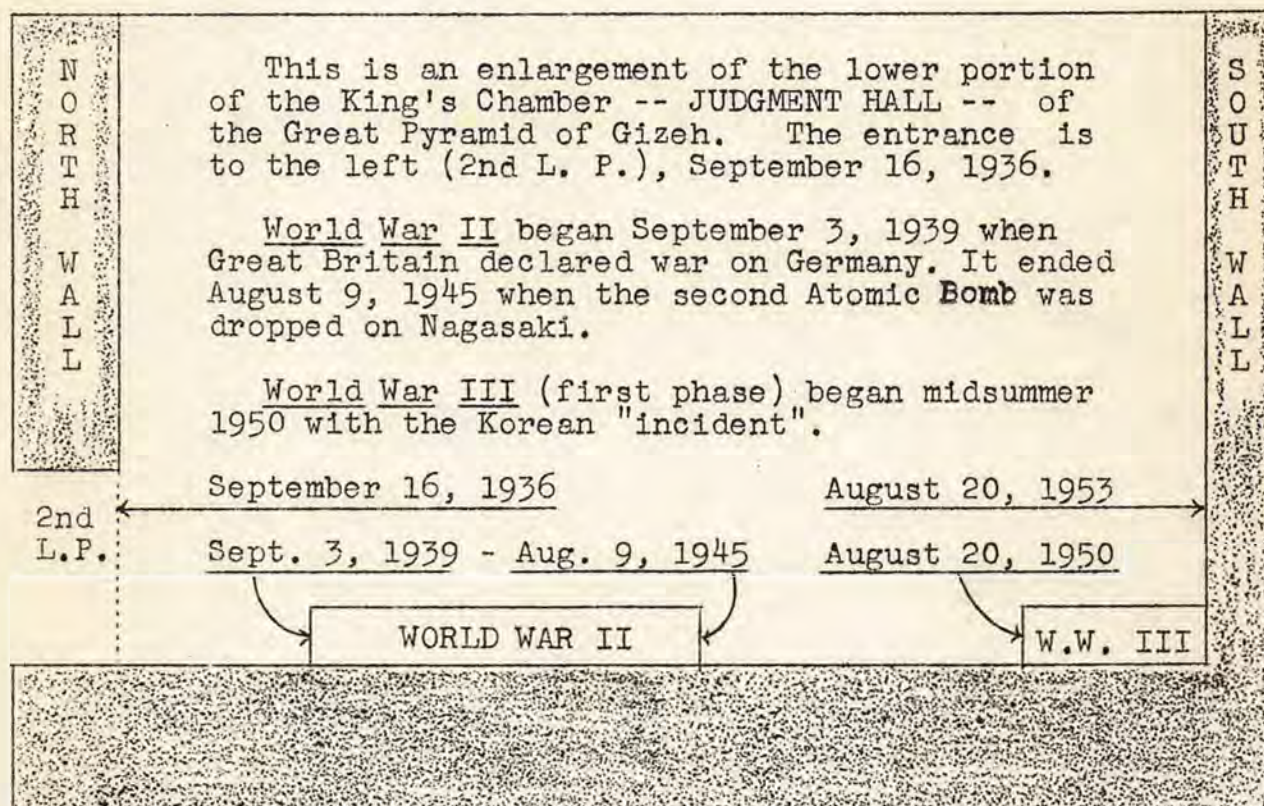 NORTH WALL
This is an enlargement of the lower portion
of the King's Chamber -- JUDGMENT HALL -- of
the Great Pyramid of Gizeh. The entrance is
to the left (2nd L. P.), September 16, 1936.
World War II began September 3, 1939 when
Great Britain declared war on Germany. It ended
August 9, 1945 when the second Atomic Bomb was
dropped on Nagasaki.
World War III (first phase) began midsummer
1950 with the Korean "incident".
SOUTH WALL
September 16, 1936 August 20, 1953
2nd
L.P.
Sept. 3, 1939 - Aug. 9, 1945 August 20, 1950
WORLD WAR II W.W. III